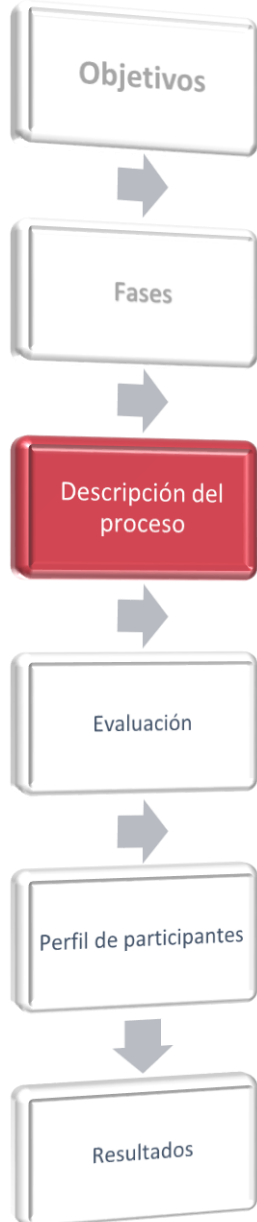 Objetivos
Fases
Descripción del
proceso
Evaluación
Perfil de participantes
Resultados